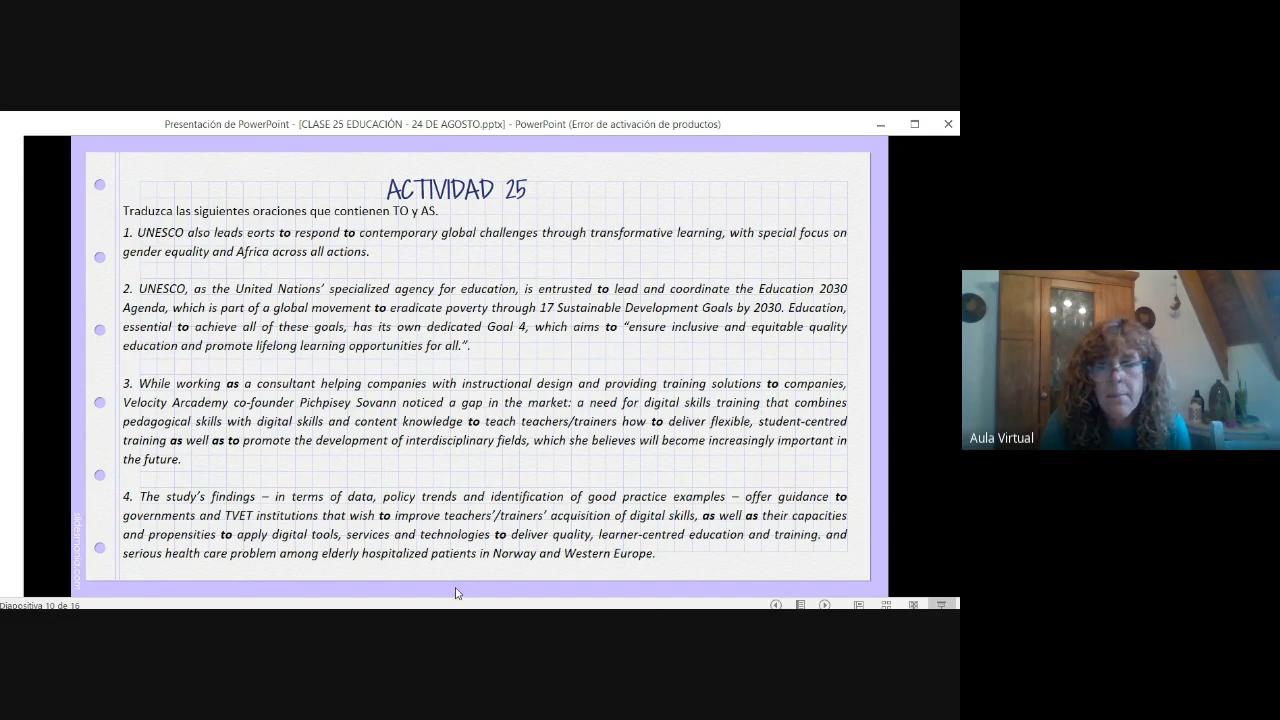 Presentación de PowerPoint - [CLASE 25 EDUCACIÓN - 24 DE AGOSTO.pptx] - PowerPoint (Error de activación de productos)
ACTIVIDAD 25
Traduzca las siguientes oraciones que contienen TO y AS.
1. UNESCO also leads eorts to respond to contemporary global challenges through transformative learning, with special focus on
gender equality and Africa across all actions.
2. UNESCO, as the United Nations’ specialized agency for education, is entrusted to lead and coordinate the Education 2030
Agenda, which is part of a global movement to eradicate poverty through 17 Sustainable Development Goals by 2030. Education,
essential to achieve all of these goals, has its own dedicated Goal 4, which aims to “ensure inclusive and equitable quality
education and promote lifelong learning opportunities for all.”.
3. While working as a consultant helping companies with instructional design and providing training solutions to companies,
Velocity Arcademy co-founder Pichpisey Sovann noticed a gap in the market: a need for digital skills training that combines
pedagogical skills with digital skills and content knowledge to teach teachers/trainers how to deliver flexible, student-centred
training as well as to promote the development of interdisciplinary fields, which she believes will become increasingly important in
the future.
4. The study’s findings – in terms of data, policy trends and identification of good practice examples – offer guidance to
governments and TVET institutions that wish to improve teachers’/trainers’ acquisition of digital skills, as well as their capacities
and propensities to apply digital tools, services and technologies to deliver quality, learner-centred education and training. and
serious health care problem among elderly hospitalized patients in Norway and Western Europe.
slidesmania.com
Diapositiva 10 de 16
Aula Virtual